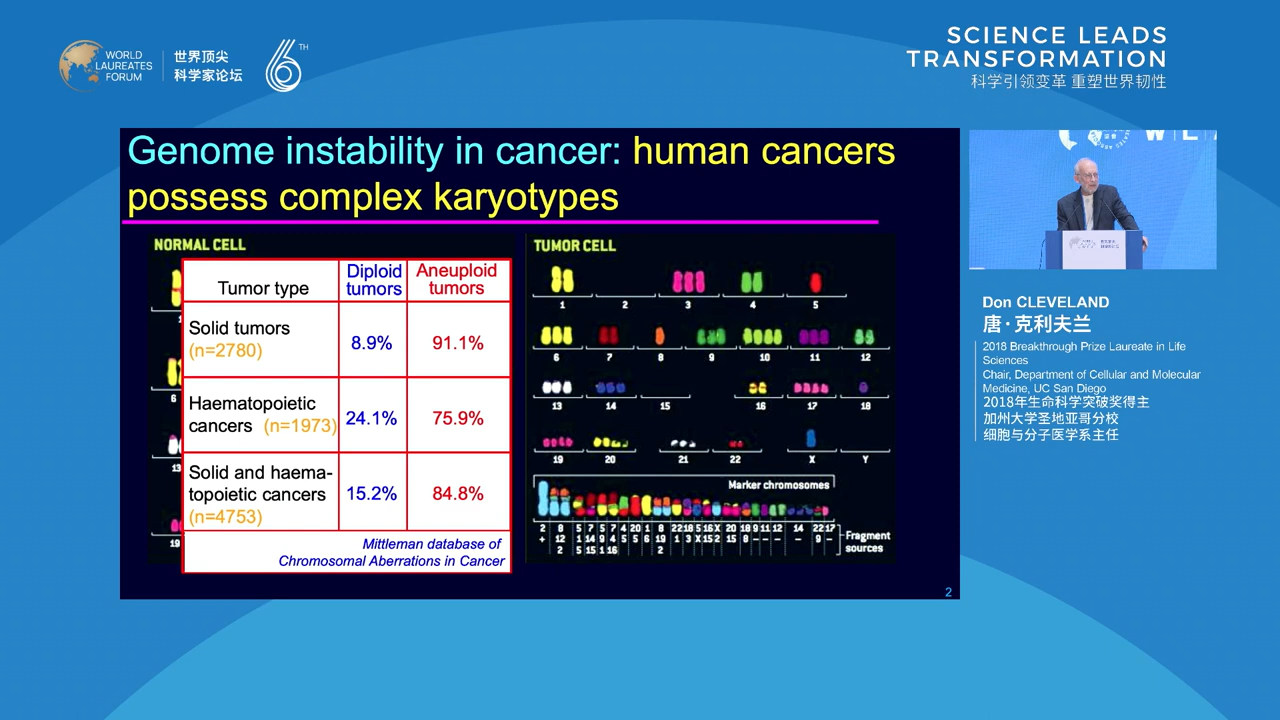 WORLD
LAUREATES
FORUM
世界顶尖
科学家论坛
6TH
SCIENCE LEADS
TRANSFORMATION
科学引领变革 重塑世界韧性
Genome instability in cancer: human cancers
possess complex karyotypes
NORMAL CELL
Tumor type
Diploid
tumors
Aneuploid
tumors
Solid tumors
(n=2780)
8.9%
91.1%
Haematopoietic
cancers (n=1973)
24.1%
75.9%
Solid and haema-
topoietic cancers
(n=4753)
15.2%
84.8%
Mittleman database of
Chromosomal Aberrations in Cancer
6
13
19
TUMOR CELL
1 2 3 4 5
6 7 8 9 10 11 12
13 14 15 16 17 18
19 20 21 22 X Y
Marker chromosomes
Fragment
sources
2
Don CLEVELAND
唐·克利夫兰
2018 Breakthrough Prize Laureate in Life
Sciences
Chair, Department of Cellular and Molecular
Medicine, UC San Diego
2018年生命科学突破奖得主
加州大学圣地亚哥分校
细胞与分子医学系主任